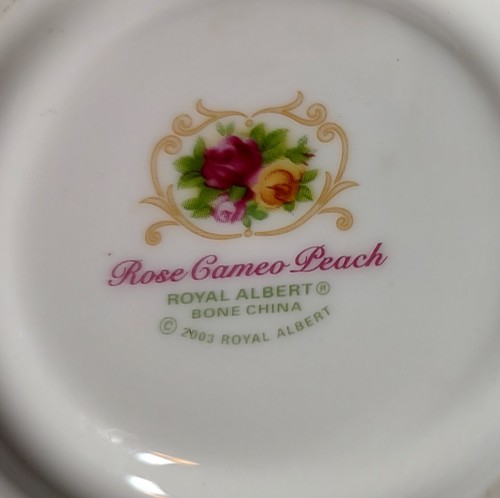 Rose Cameo Peach
ROYAL ALBERT®
BONE CHINA
© 2003 ROYAL ALBERT